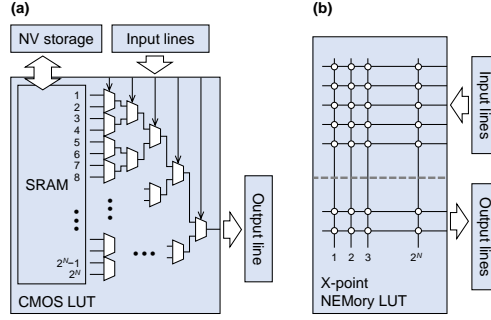 (a)
NV storage
Input lines
1
2
3
4
5
6
7
8
SRAM
2^N−1
2^N
CMOS LUT
Output line
(b)
Input lines
Output lines
1 2 3 2^N
X-point
NEMory LUT